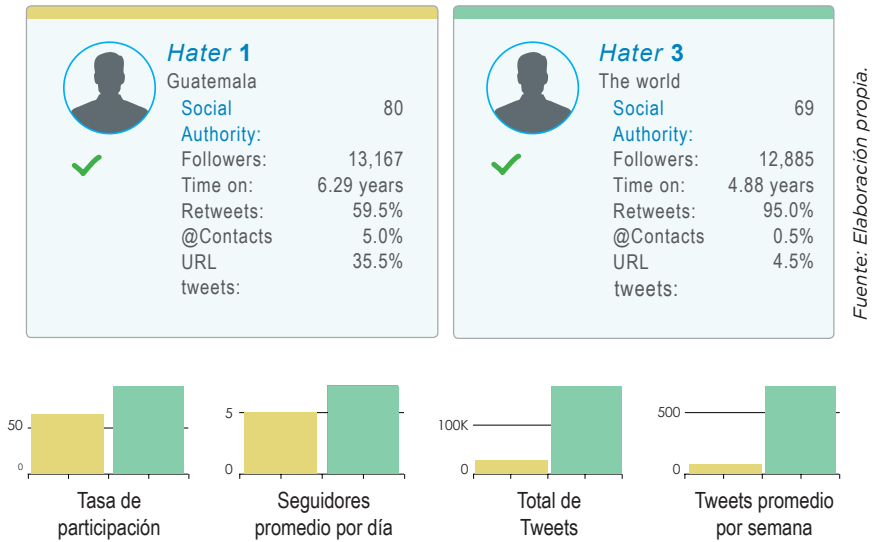 Hater 1
Guatemala
Social 80
Authority:
Followers: 13,167
Time on: 6.29 years
Retweets: 59.5%
@Contacts 5.0%
URL 35.5%
tweets:
Hater 3
The world
Social 69
Authority:
Followers: 12,885
Time on: 4.88 years
Retweets: 95.0%
@Contacts 0.5%
URL 4.5%
tweets:
Fuente: Elaboración propia.
50
0
Tasa de
participación
5
0
Seguidores
promedio por día
100K
0
Total de
Tweets
500
0
Tweets promedio
por semana